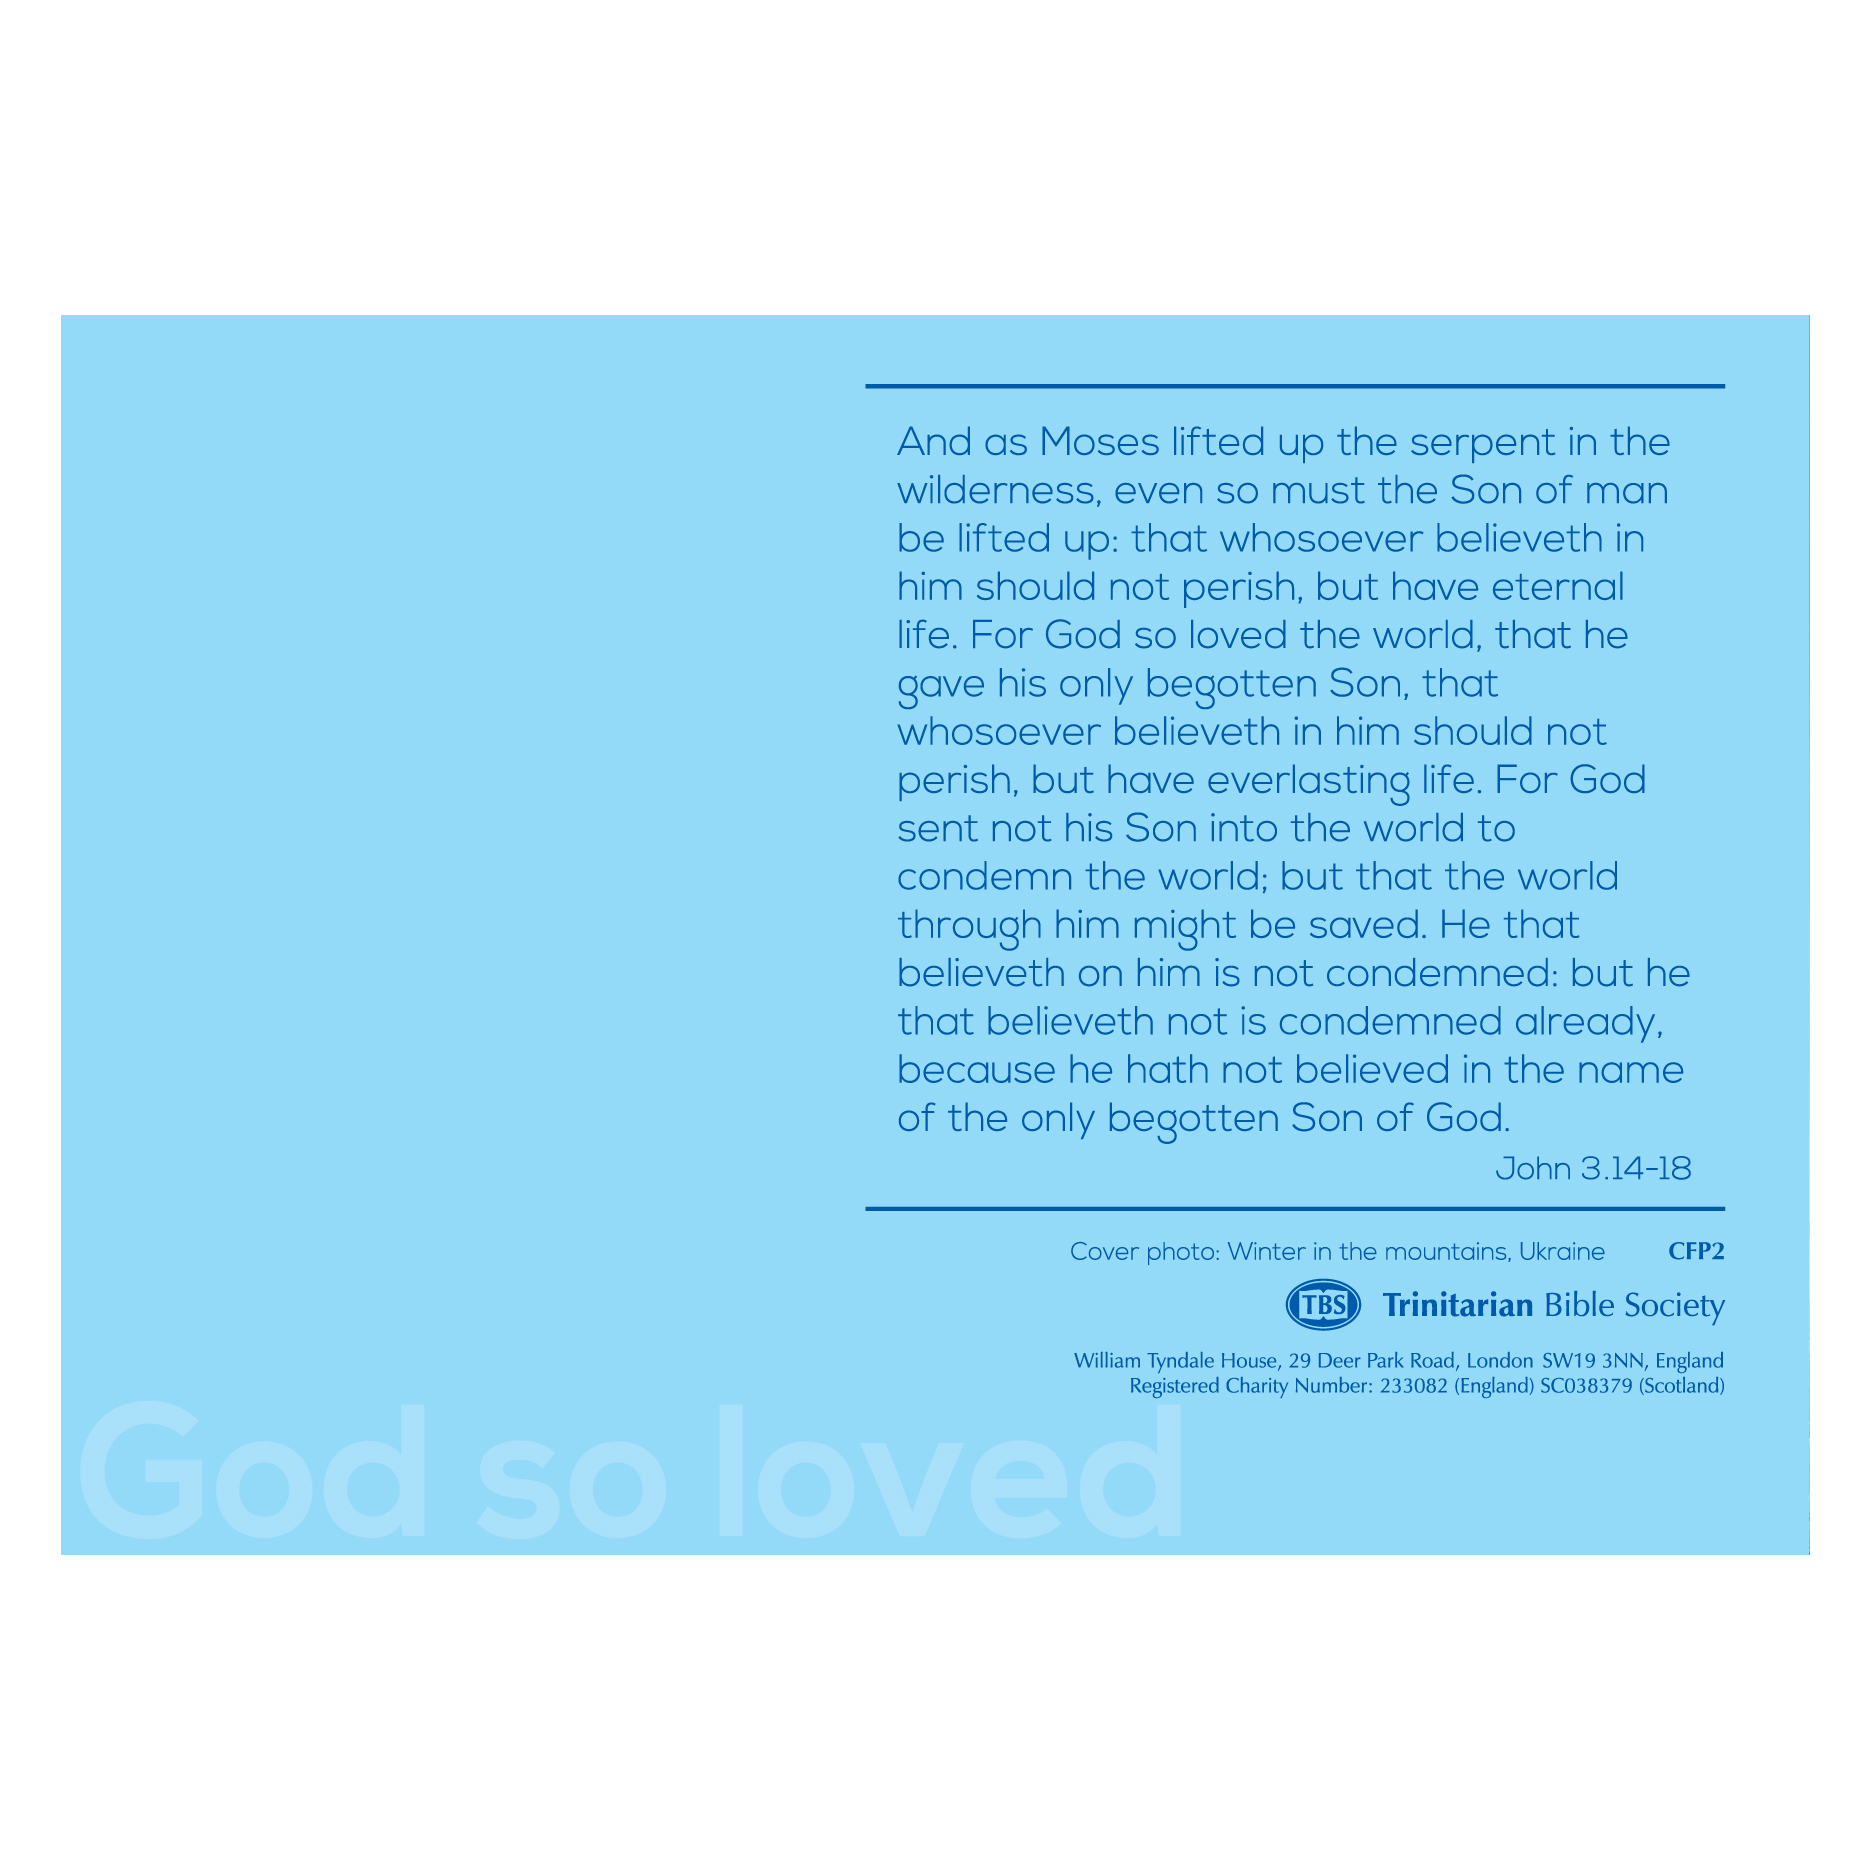 And as Moses lifted up the serpent in the
wilderness, even so must the Son of man
be lifted up: that whosoever believeth in
him should not perish, but have eternal
life. For God so loved the world, that he
gave his only begotten Son, that
whosoever believeth in him should not
perish, but have everlasting life. For God
sent not his Son into the world to
condemn the world; but that the world
through him might be saved. He that
believeth on him is not condemned: but he
that believeth not is condemned already,
because he hath not believed in the name
of the only begotten Son of God.
John 3.14-18
Cover photo: Winter in the mountains, Ukraine CFP2
TBS Trinitarian Bible Society
William Tyndale House, 29 Deer Park Road, London SW19 3NN, England
Registered Charity Number: 233082 (England) SC038379 (Scotland)
God so loved